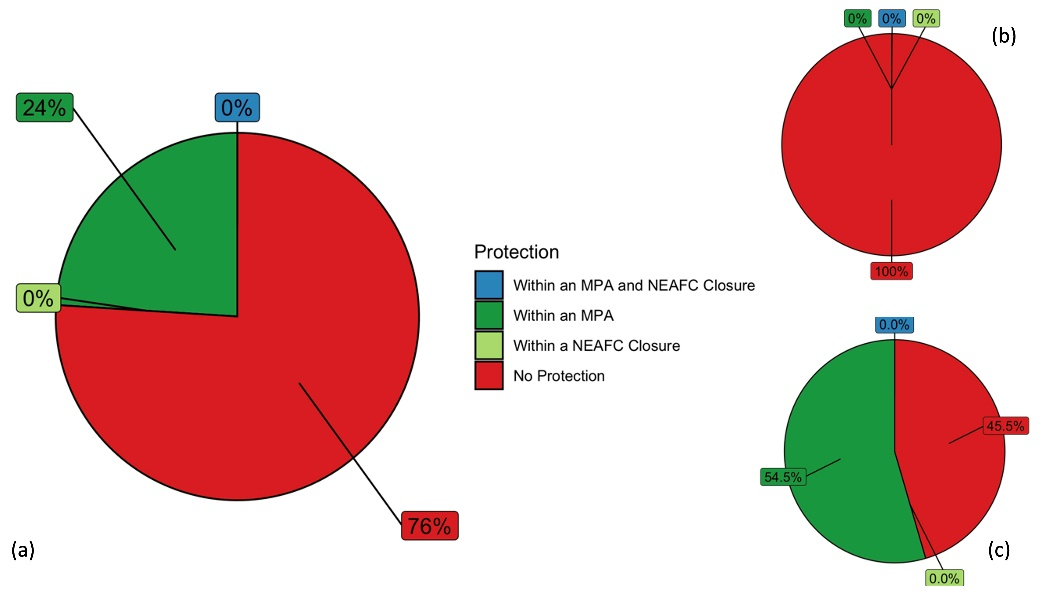 24%
0%
0%
76%
(a)
Protection
Within an MPA and NEAFC Closure
Within an MPA
Within a NEAFC Closure
No Protection
0%
0%
0%
(b)
100%
0.0%
45.5%
54.5%
0.0%
(c)